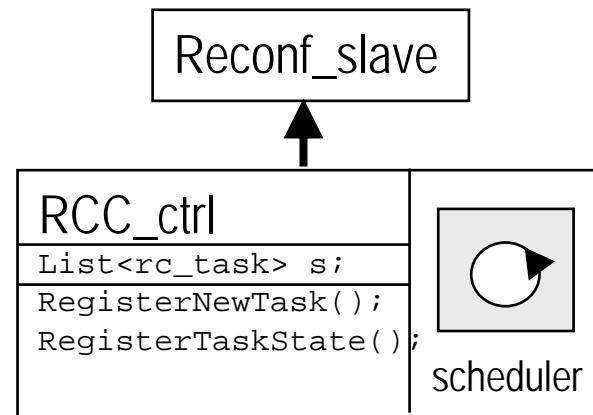 Reconf_slave
RCC_ctrl
List<rc_task> s;
RegisterNewTask();
RegisterTaskState();
scheduler